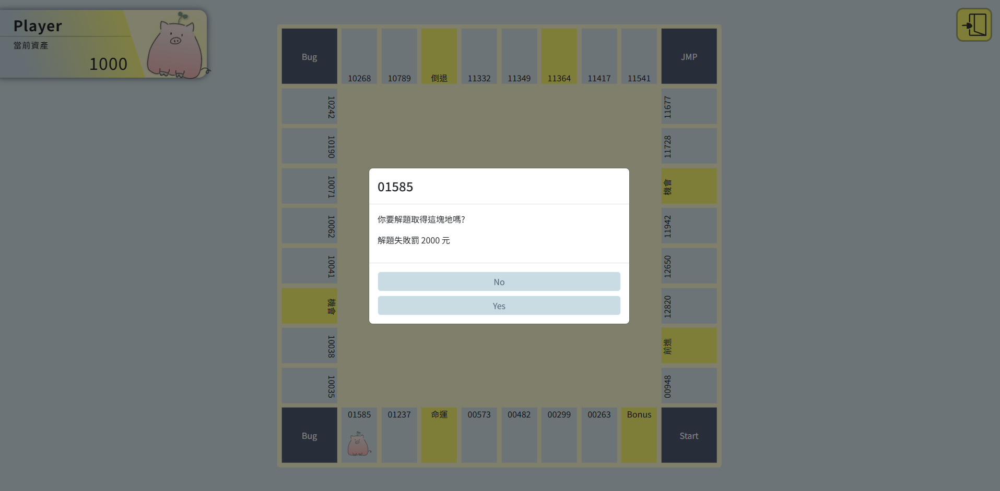 Player
當前資產
1000
Bug
10268
10789
倒退
11332
11349
11364
11417
11541
JMP
10242
10190
10071
10062
10041
機會
10038
10035
11677
11728
機會
11942
12650
12820
前進
00948
01585
你要解題取得這塊地嗎?
解題失敗罰 2000 元
No
Yes
Bug
01585
01237
命運
00573
00482
00299
00263
Bonus
Start